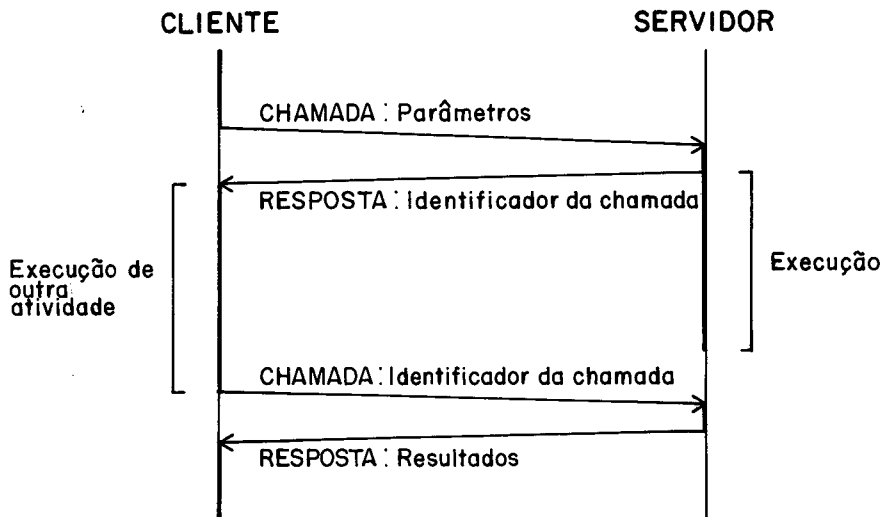 CLIENTE
SERVIDOR
CHAMADA: Parâmetros
RESPOSTA: Identificador da chamada
Execução de
outra
atividade
Execução
CHAMADA: Identificador da chamada
RESPOSTA: Resultados